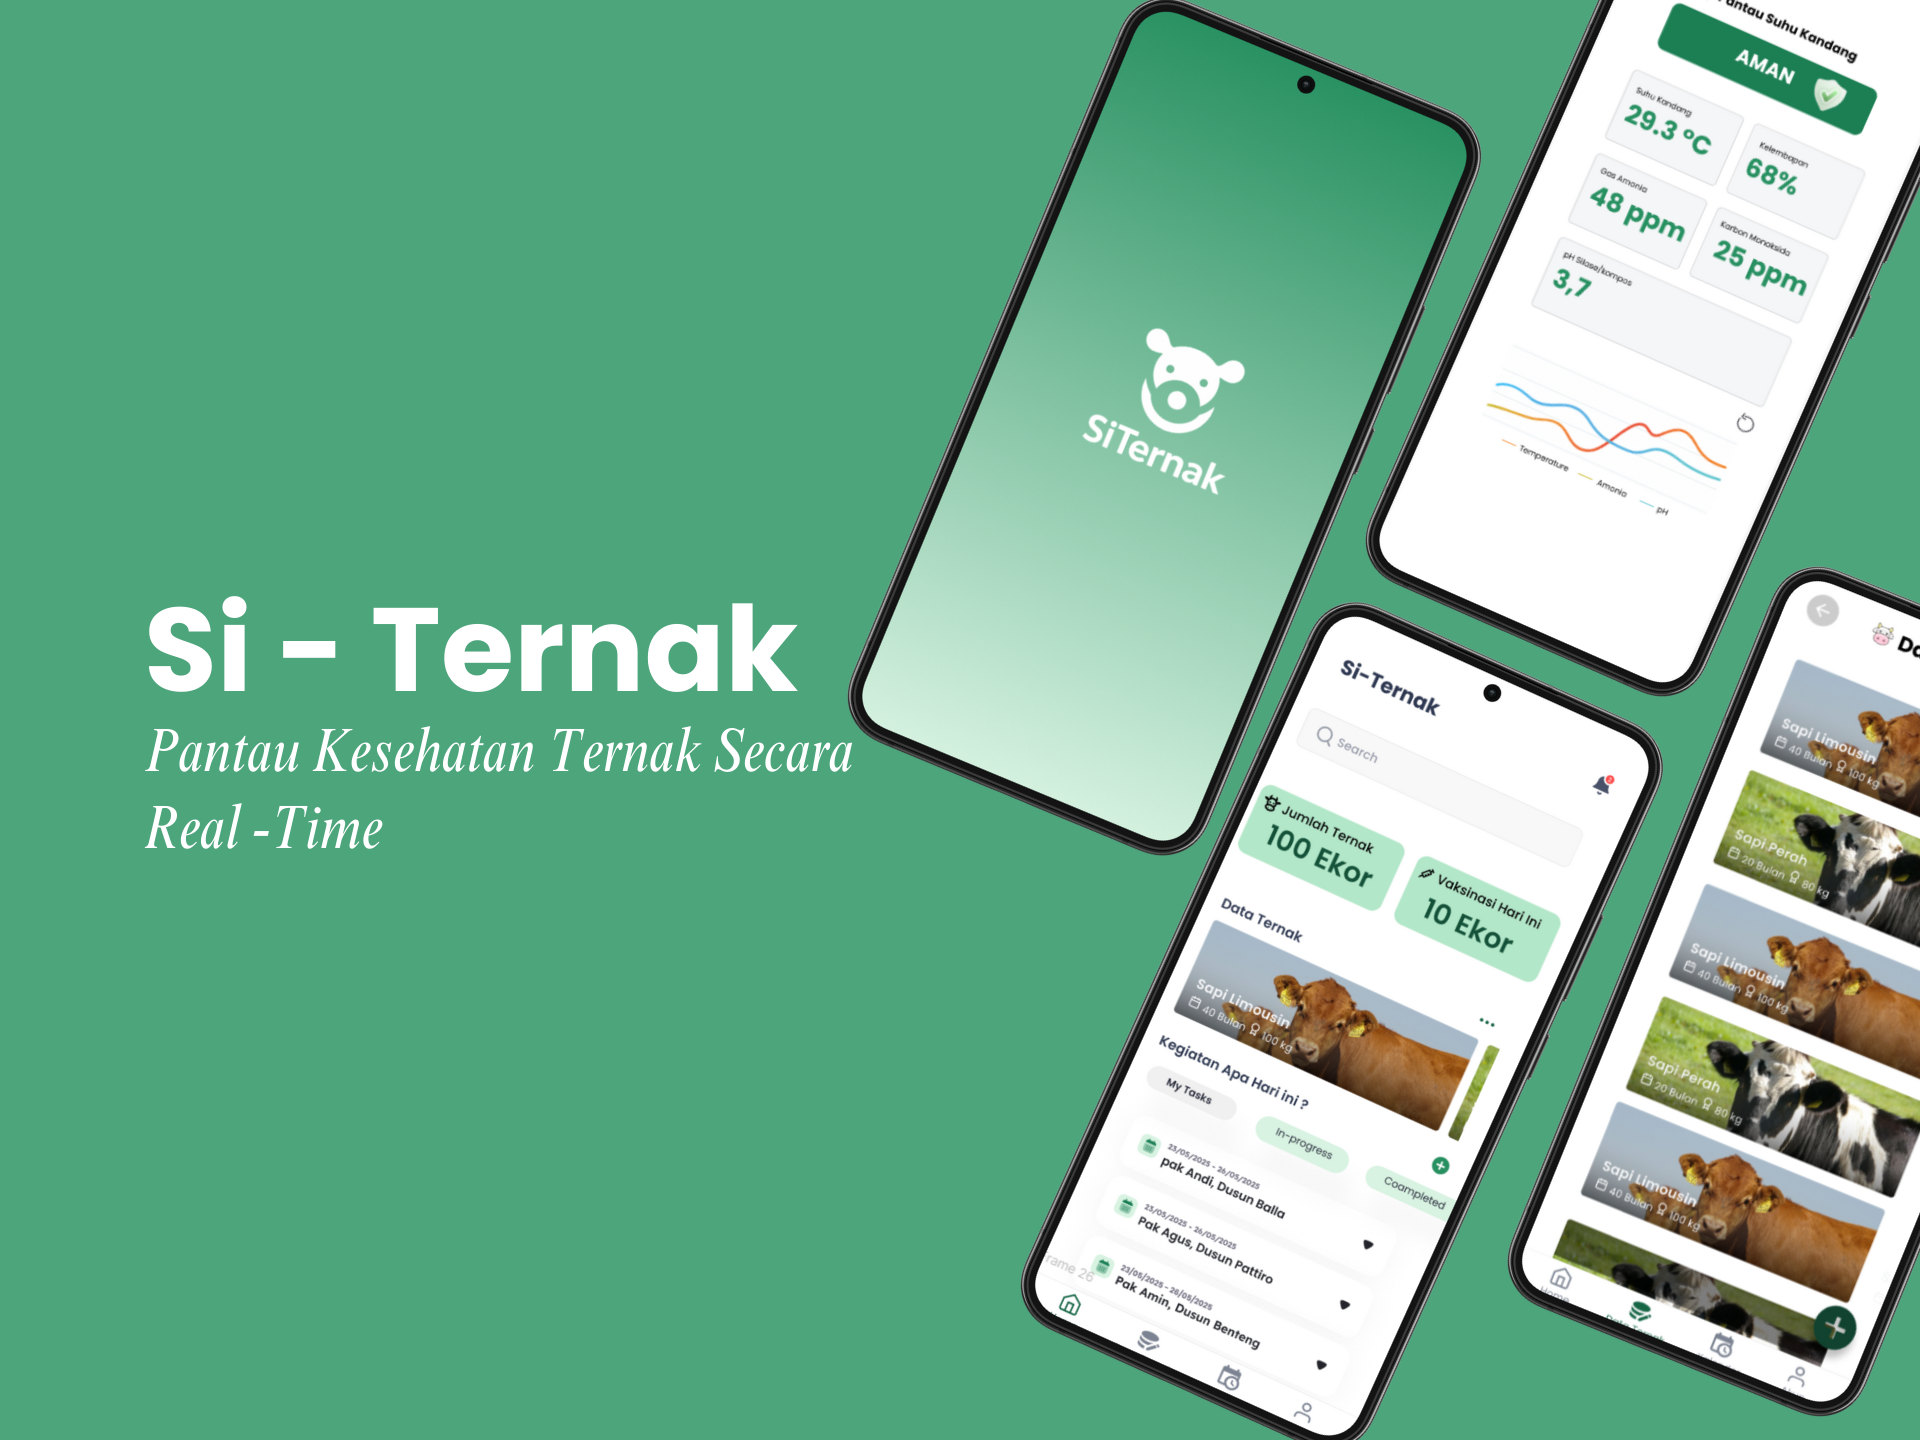 Si - Ternak
Pantau Kesehatan Ternak Secara
Real -Time
SiTernak
Pantau Suhu Kandang
AMAN
Suhu Kandang
29.3 °C
Kelembapan
68%
Gas Amonia
48 ppm
Karbon Monoksida
25 ppm
pH Silase/kompos
3,7
Temperature
Amonia
pH
Si-Ternak
Search
Jumlah Ternak
100 Ekor
Vaksinasi Hari Ini
10 Ekor
Data Ternak
Sapi Limousin
40 Bulan 100 kg
Kegiatan Apa Hari ini ?
My Tasks
In-progress
Coampleted
23/05/2025 - 26/05/2025
pak Andi, Dusun Balla
23/05/2025 - 26/05/2025
Pak Agus, Dusun Pattiro
23/05/2025 - 26/05/2025
Pak Amin, Dusun Benteng
rame 26
Da
Sapi Limousin
40 Bulan 100 kg
Sapi Perah
20 Bulan 80 kg
Sapi Limousin
40 Bulan 100 kg
Sapi Perah
20 Bulan 80 kg
Sapi Limousin
40 Bulan 100 kg
Home